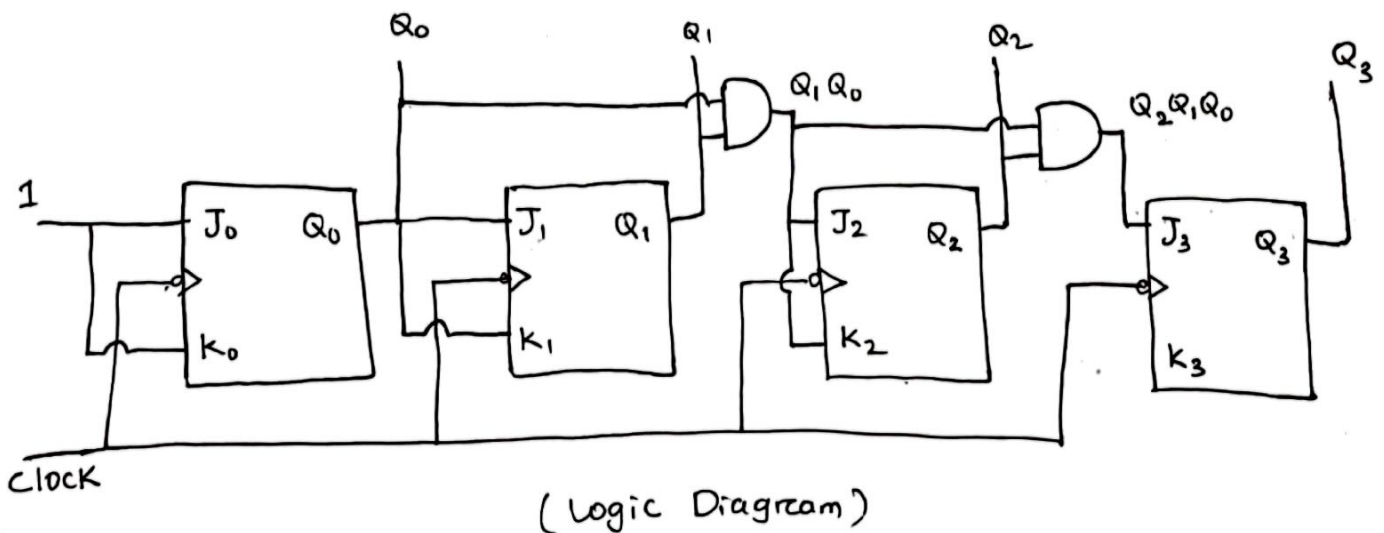 Q0 Q1 Q2 Q3
Q1Q0 Q2Q1Q0
1
J0 Q0 J1 Q1 J2 Q2 J3 Q3
K0 K1 K2 K3
Clock
(Logic Diagream)